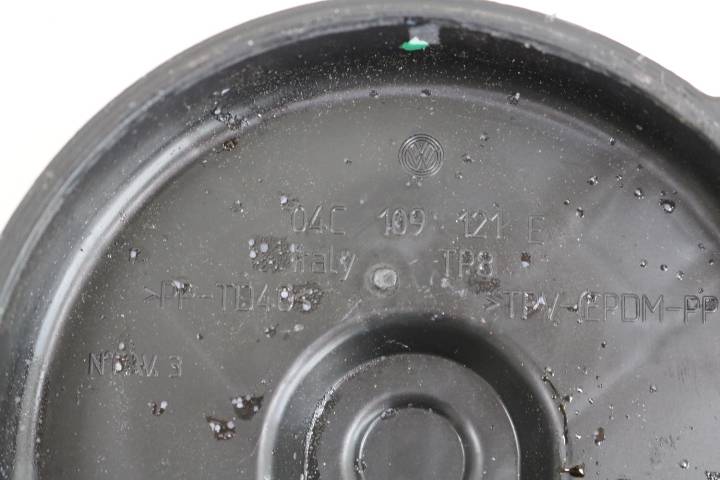 VW
04C 109 121 E
Italy TP8
>PP-TD40< >TPV-(EPDM-PP